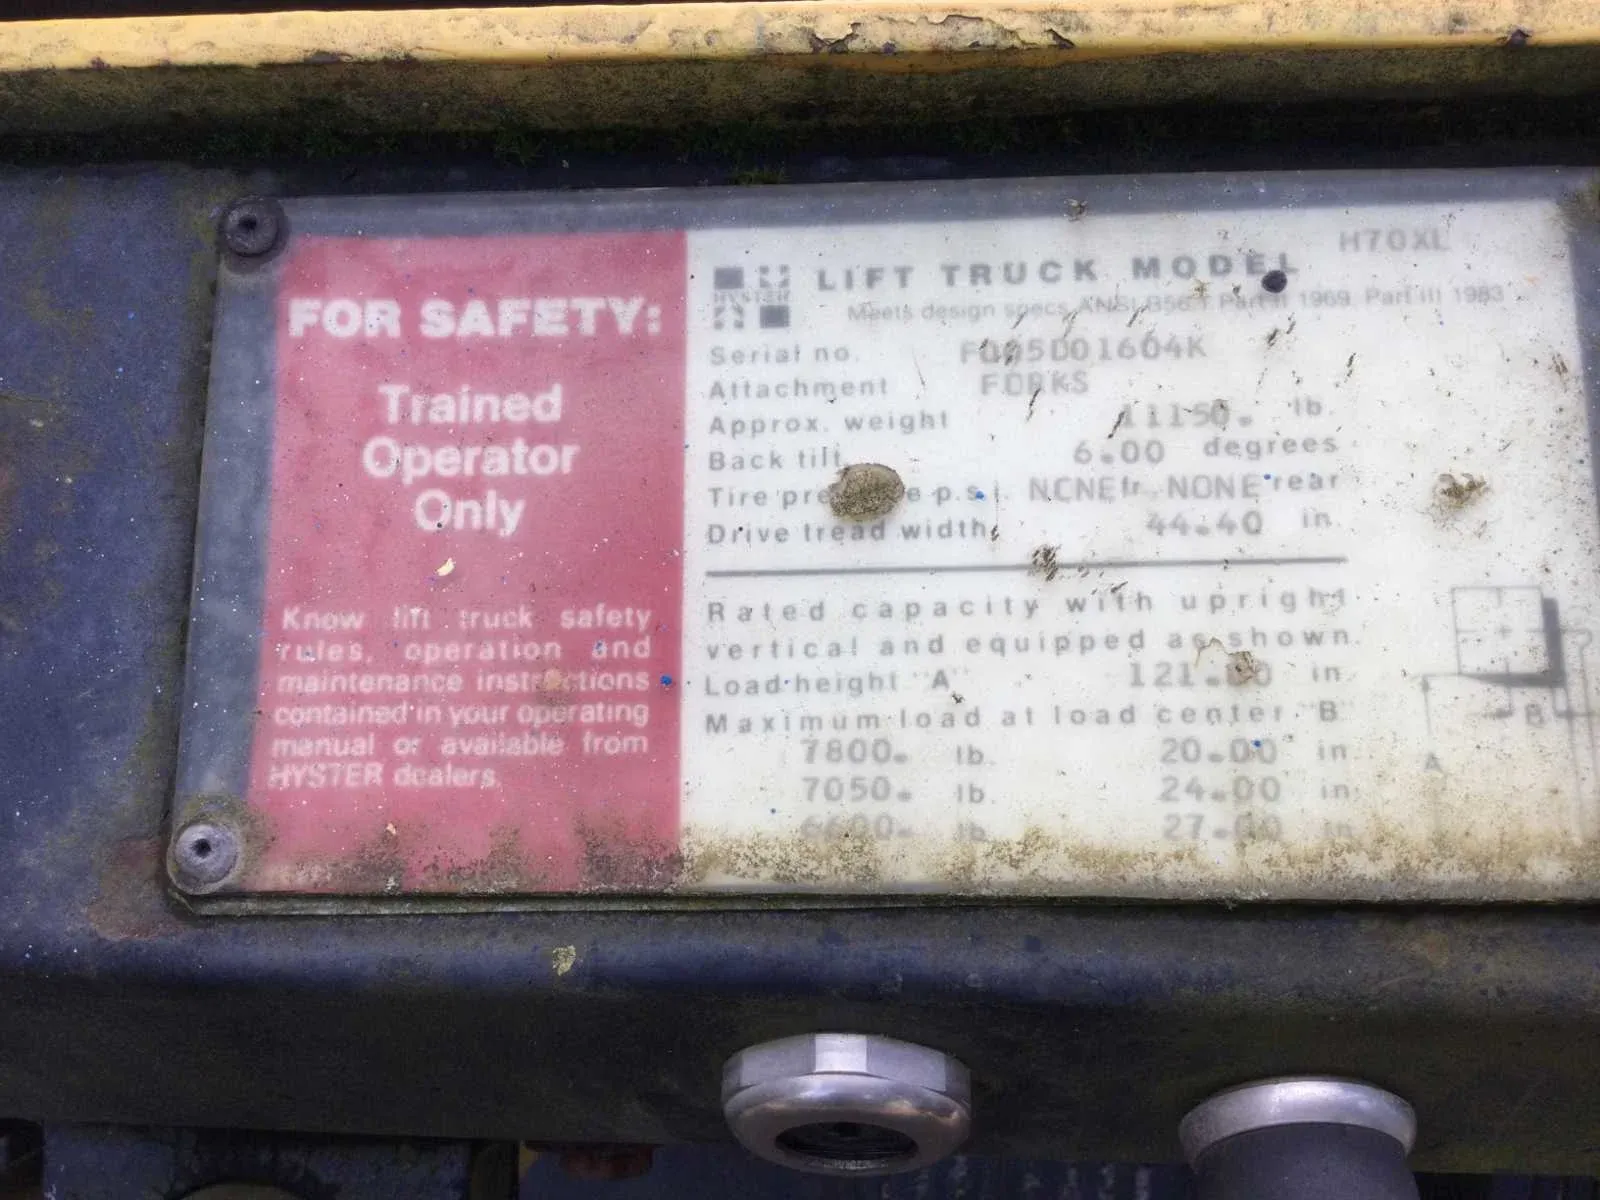 FOR SAFETY:
Trained
Operator
Only
Know lift truck safety
rules, operation and
maintenance instructions
contained in your operating
manual or available from
HYSTER dealers.
HYSTER
LIFT TRUCK MODEL H70XL
Meets design specs ANSI B56.1 Part II 1969 Part III 1983
Serial no.
Attachment FORKS
Approx. weight 11150. lb.
Back tilt 6.00 degrees
Tire pressure p.s.i. NONE fr. NONE rear
Drive tread width 44.40 in.
Rated capacity with upright
vertical and equipped as shown.
Load height "A" 121.00 in.
Maximum load at load center "B"
7800. lb. 20.00 in
7050. lb. 24.00 in
6600. lb. 27.00 in
B
A